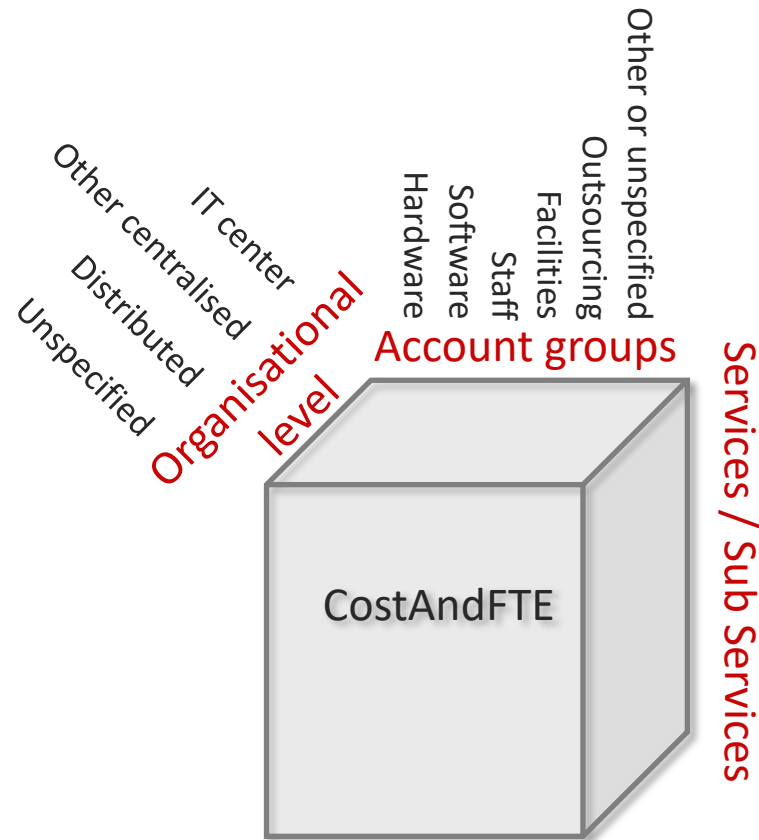 IT center
Other centralised
Distributed
Unspecified
Organisational
level
Hardware
Software
Staff
Facilities
Outsourcing
Other or unspecified
Account groups
Services / Sub Services
CostAndFTE